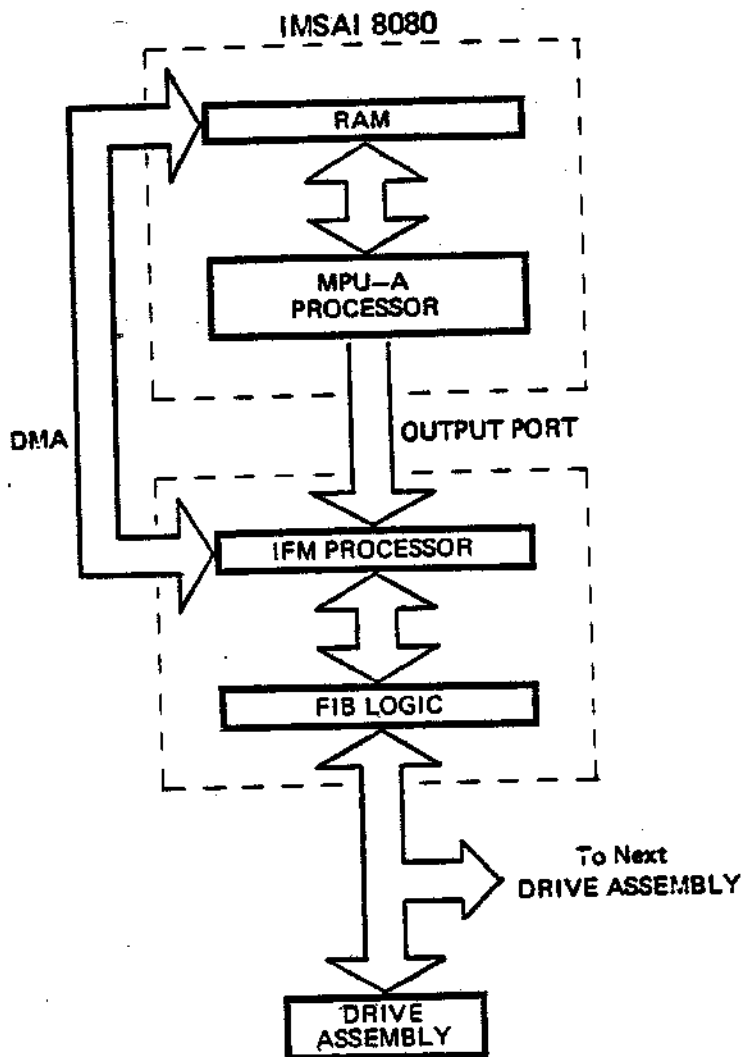 IMSAI 8080
RAM
MPU-A
PROCESSOR
DMA
OUTPUT PORT
IFM PROCESSOR
FIB LOGIC
To Next
DRIVE ASSEMBLY
DRIVE
ASSEMBLY